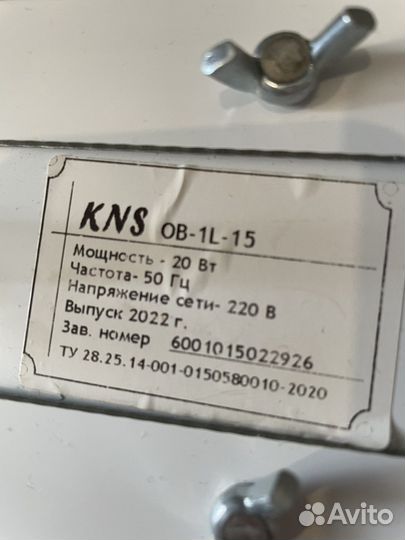 KNS OB-1L-15
Мощность - 20 Вт
Частота- 50 Гц
Напряжение сети- 220 В
Выпуск 2022 г.
Зав. номер 6001015022926
ТУ 28.25.14-001-0150580010-2020
Avito